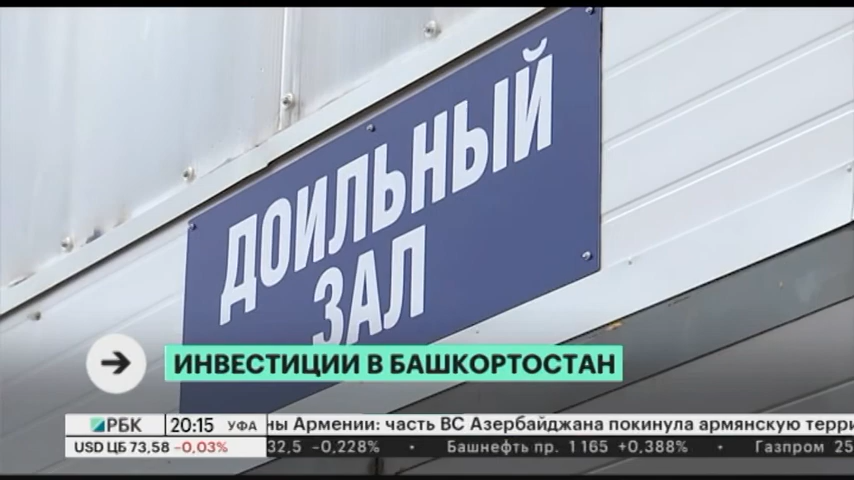 ДОИЛЬНЫЙ
ЗАЛ
ИНВЕСТИЦИИ В БАШКОРТОСТАН
РБК 20:15 УФА ны Армении: часть ВС Азербайджана покинула армянскую терри
USD ЦБ 73,58 -0,03% 32,5 -0,228% · Башнефть пр. 1165 +0,388% · Газпром 25